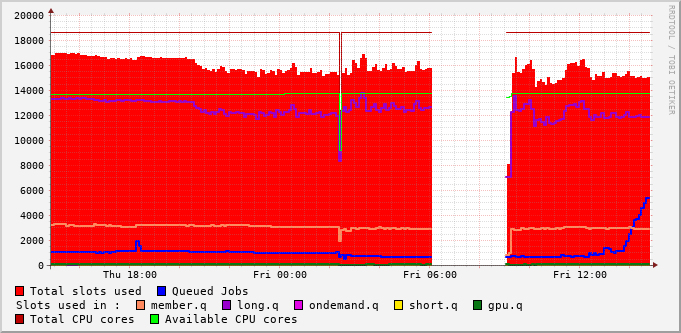 20000
18000
16000
14000
12000
10000
8000
6000
4000
2000
0
Thu 18:00 Fri 00:00 Fri 06:00 Fri 12:00
Total slots used Queued Jobs
Slots used in : member.q long.q ondemand.q short.q gpu.q
Total CPU cores Available CPU cores
RRDTOOL / TOBI OETIKER